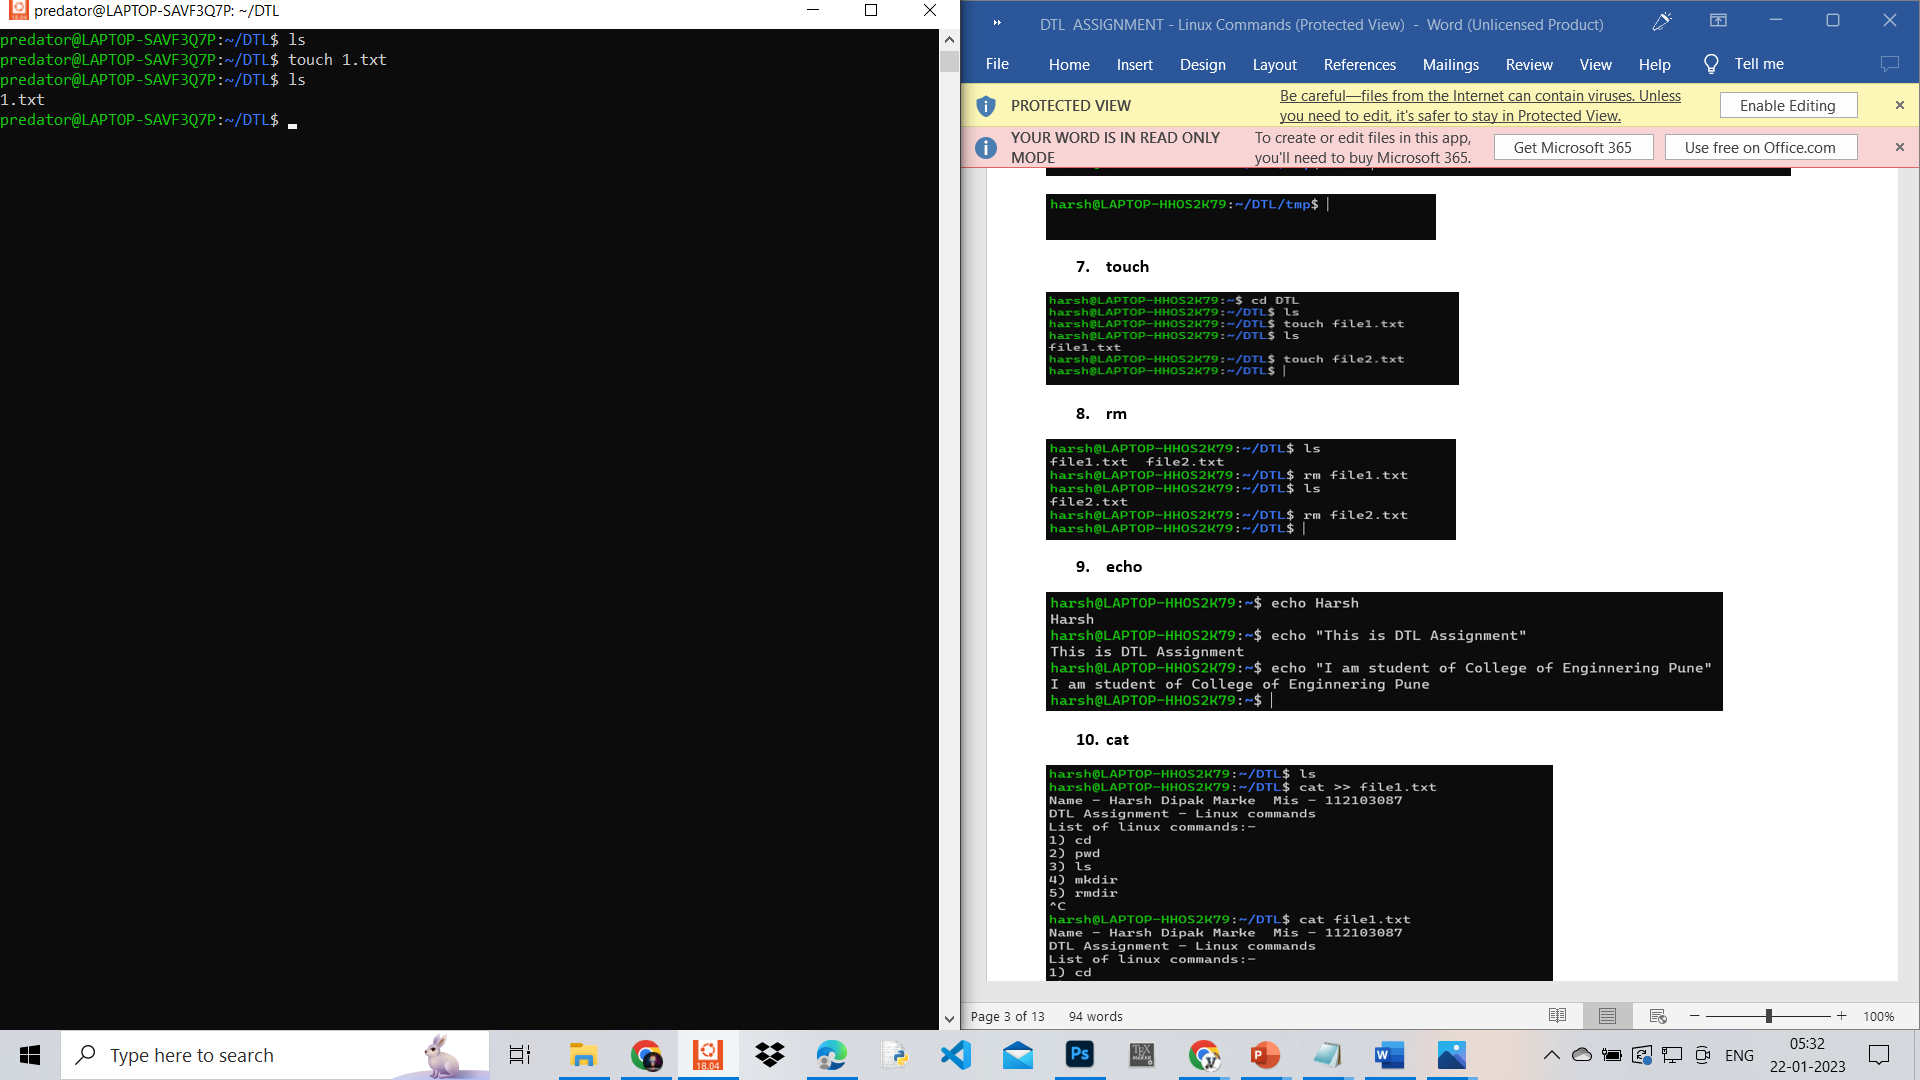 predator@LAPTOP-SAVF3Q7P: ~/DTL
predator@LAPTOP-SAVF3Q7P:~/DTL$ ls
predator@LAPTOP-SAVF3Q7P:~/DTL$ touch 1.txt
predator@LAPTOP-SAVF3Q7P:~/DTL$ ls
1.txt
predator@LAPTOP-SAVF3Q7P:~/DTL$
DTL ASSIGNMENT - Linux Commands (Protected View) - Word (Unlicensed Product)
File Home Insert Design Layout References Mailings Review View Help Tell me
PROTECTED VIEW
Be careful—files from the Internet can contain viruses. Unless
you need to edit, it's safer to stay in Protected View.
Enable Editing
YOUR WORD IS IN READ ONLY
MODE
To create or edit files in this app,
you'll need to buy Microsoft 365.
Get Microsoft 365
Use free on Office.com
harsh@LAPTOP-HHOS2K79:~/DTL/tmp$
7. touch
harsh@LAPTOP-HHOS2K79:~$ cd DTL
harsh@LAPTOP-HHOS2K79:~/DTL$ ls
harsh@LAPTOP-HHOS2K79:~/DTL$ touch file1.txt
harsh@LAPTOP-HHOS2K79:~/DTL$ ls
file1.txt
harsh@LAPTOP-HHOS2K79:~/DTL$ touch file2.txt
harsh@LAPTOP-HHOS2K79:~/DTL$
8. rm
harsh@LAPTOP-HHOS2K79:~/DTL$ ls
file1.txt file2.txt
harsh@LAPTOP-HHOS2K79:~/DTL$ rm file1.txt
harsh@LAPTOP-HHOS2K79:~/DTL$ ls
file2.txt
harsh@LAPTOP-HHOS2K79:~/DTL$ rm file2.txt
harsh@LAPTOP-HHOS2K79:~/DTL$
9. echo
harsh@LAPTOP-HHOS2K79:~$ echo Harsh
Harsh
harsh@LAPTOP-HHOS2K79:~$ echo "This is DTL Assignment"
This is DTL Assignment
harsh@LAPTOP-HHOS2K79:~$ echo "I am student of College of Enginnering Pune"
I am student of College of Enginnering Pune
harsh@LAPTOP-HHOS2K79:~$
10. cat
harsh@LAPTOP-HHOS2K79:~/DTL$ ls
harsh@LAPTOP-HHOS2K79:~/DTL$ cat >> file1.txt
Name - Harsh Dipak Marke Mis - 112103087
DTL Assignment - Linux commands
List of linux commands:-
1) cd
2) pwd
3) ls
4) mkdir
5) rmdir
^C
harsh@LAPTOP-HHOS2K79:~/DTL$ cat file1.txt
Name - Harsh Dipak Marke Mis - 112103087
DTL Assignment - Linux commands
List of linux commands:-
1) cd
Page 3 of 13 94 words
100%
Type here to search
18.04
Ps
ENG
05:32
22-01-2023